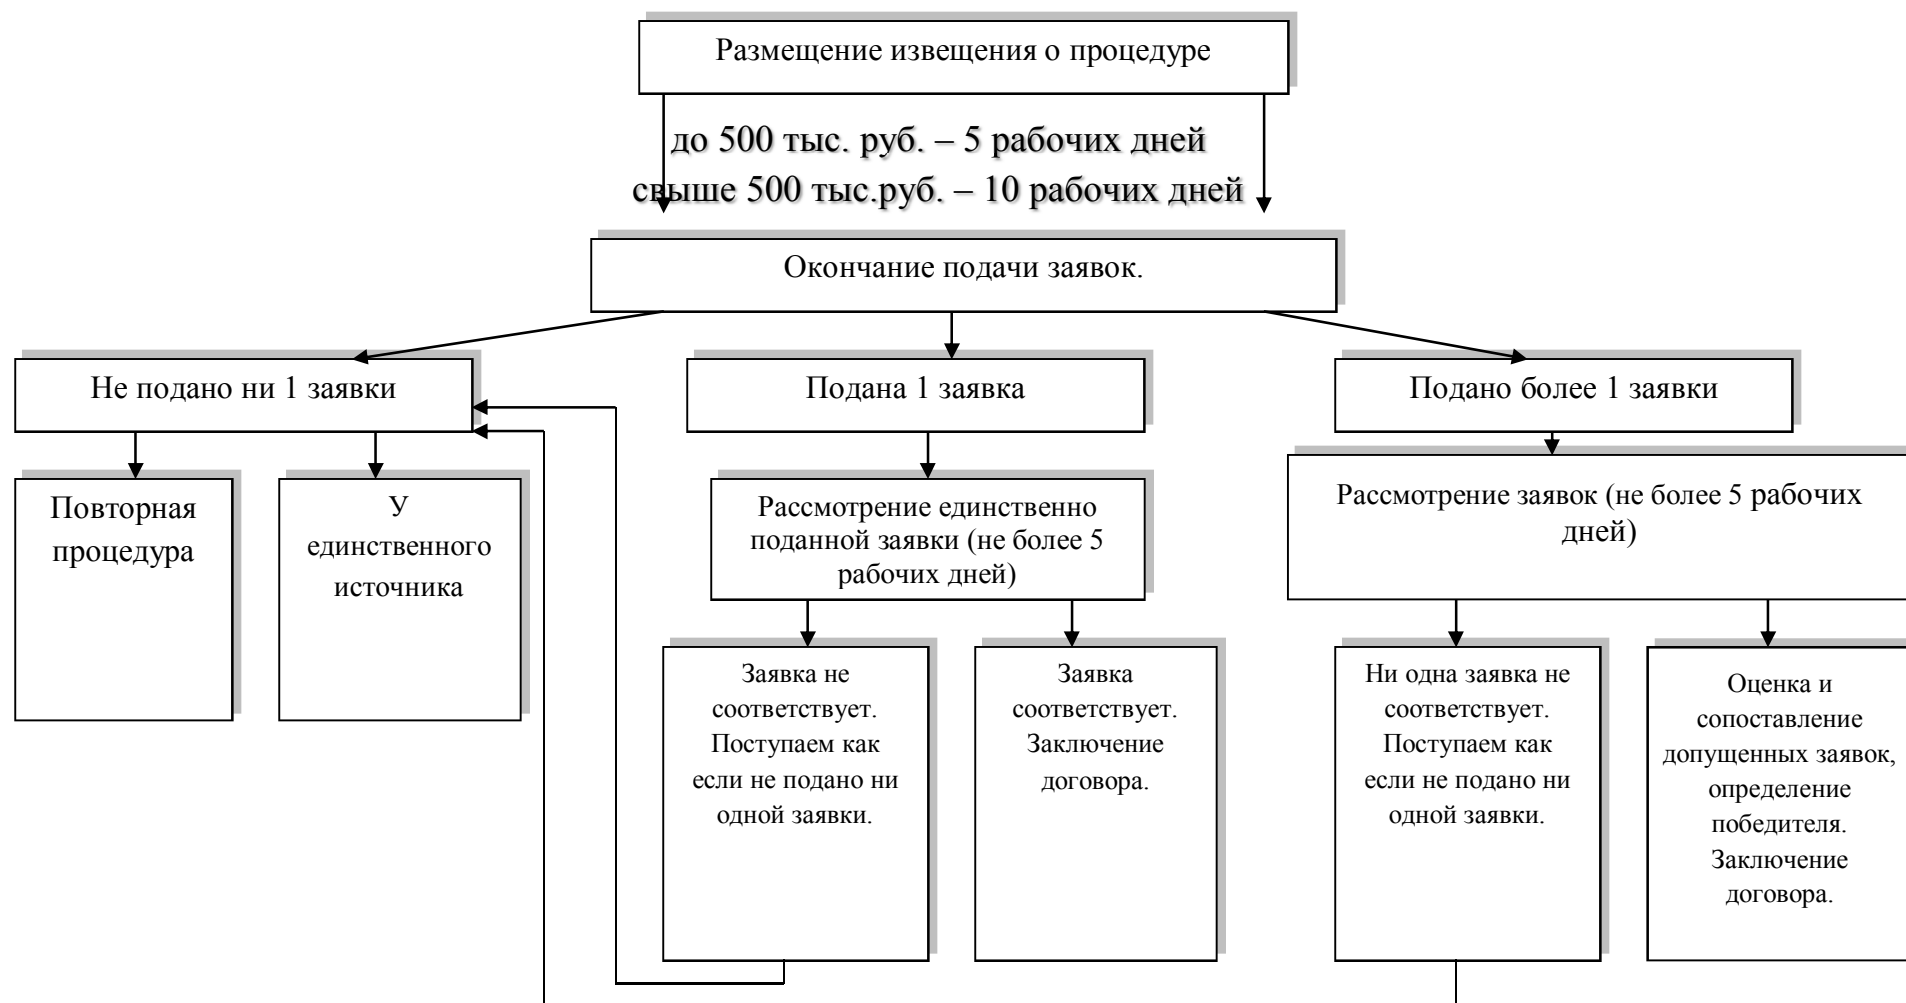 Размещение извещения о процедуре
до 500 тыс. руб. – 5 рабочих дней
свыше 500 тыс.руб. – 10 рабочих дней
Окончание подачи заявок.
Не подано ни 1 заявки
Подана 1 заявка
Подано более 1 заявки
Повторная
процедура
У
единственного
источника
Рассмотрение единственно
поданной заявки (не более 5
рабочих дней)
Рассмотрение заявок (не более 5 рабочих
дней)
Заявка не
соответствует.
Поступаем как
если не подано ни
одной заявки.
Заявка
соответствует.
Заключение
договора.
Ни одна заявка не
соответствует.
Поступаем как
если не подано ни
одной заявки.
Оценка и
сопоставление
допущенных заявок,
определение
победителя.
Заключение
договора.